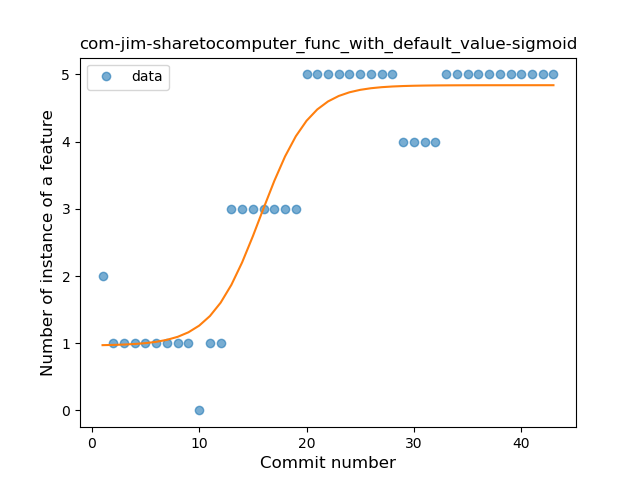 com-jim-sharetocomputer_func_with_default_value-sigmoid
data
Number of instance of a feature
5
4
3
2
1
0
0 10 20 30 40
Commit number